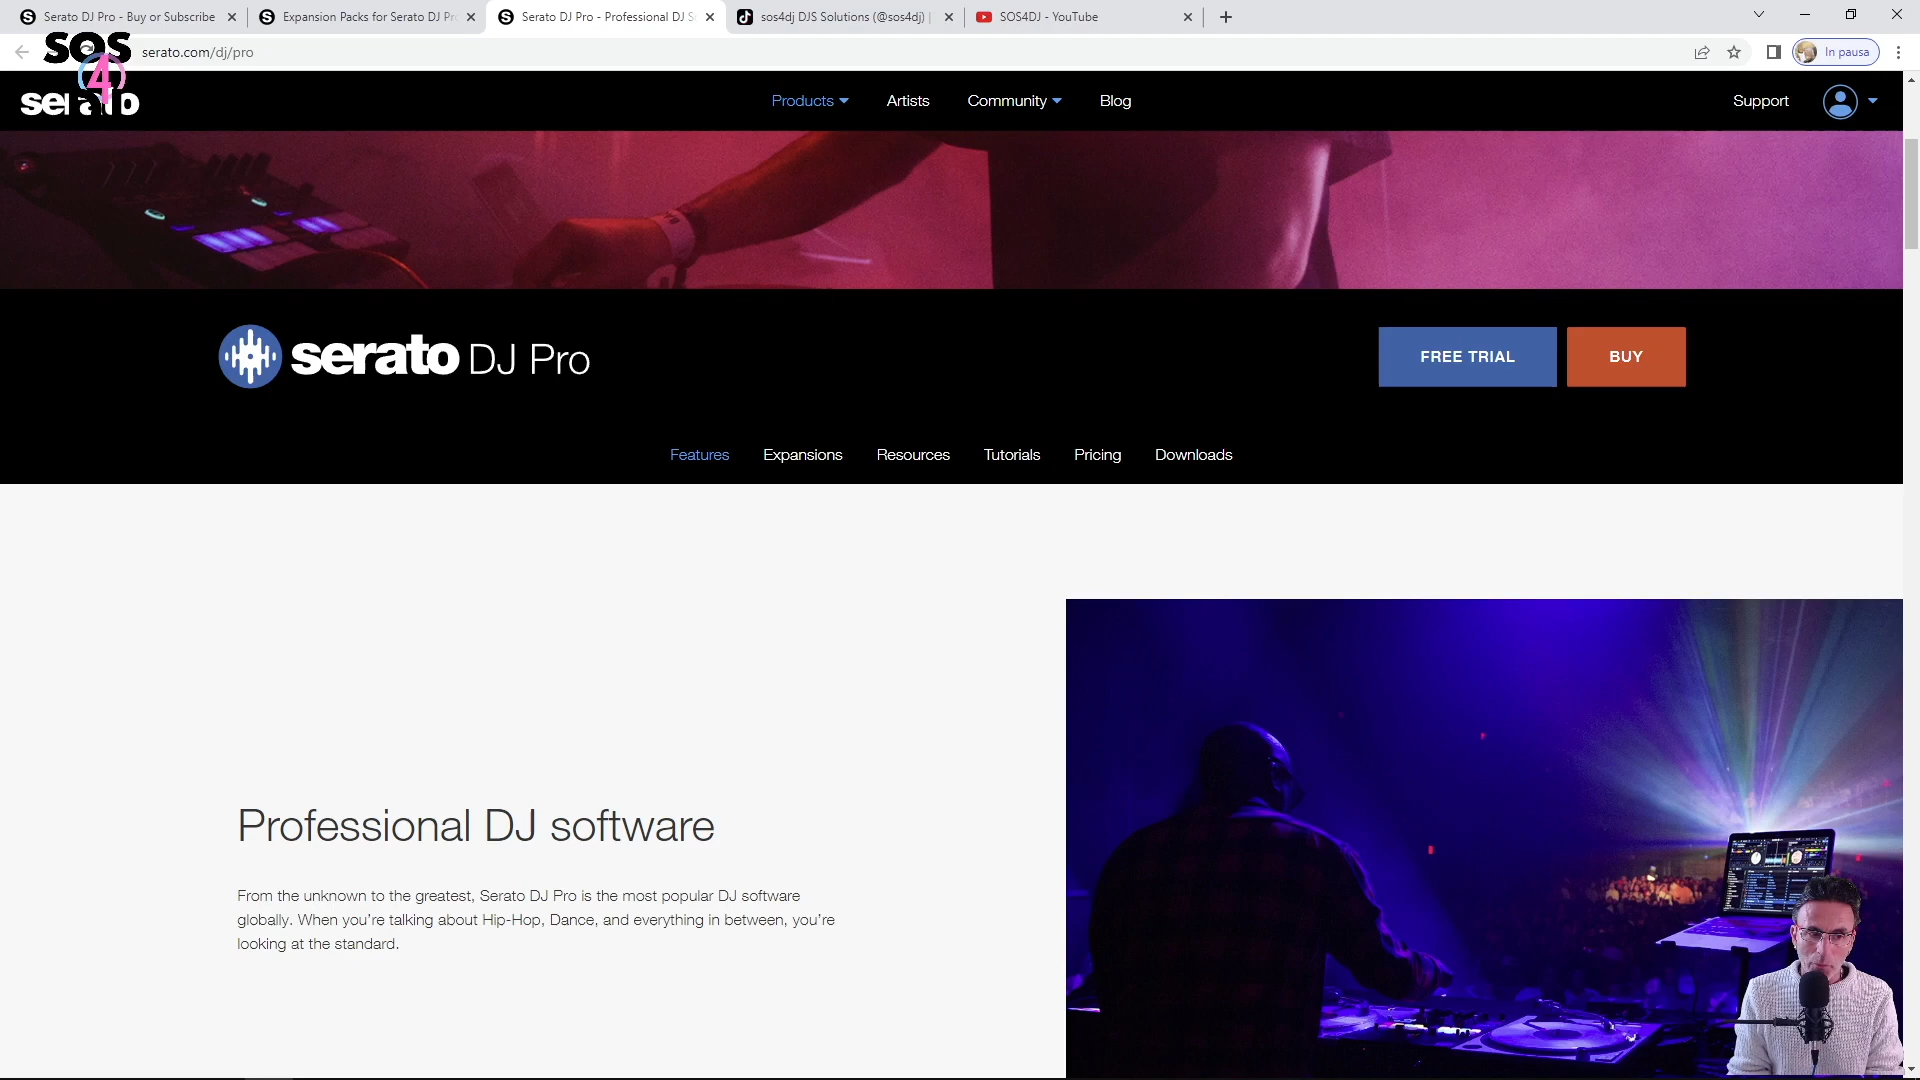 Serato DJ Pro - Buy or Subscribe
Expansion Packs for Serato DJ Pro
Serato DJ Pro - Professional DJ S
sos4dj DJS Solutions (@sos4dj) |
SOS4DJ - YouTube
serato.com/dj/pro
In pausa
SOS
4
serato
Products
Artists
Community
Blog
Support
serato DJ Pro
FREE TRIAL
BUY
Features
Expansions
Resources
Tutorials
Pricing
Downloads
Professional DJ software
From the unknown to the greatest, Serato DJ Pro is the most popular DJ software
globally. When you're talking about Hip-Hop, Dance, and everything in between, you're
looking at the standard.